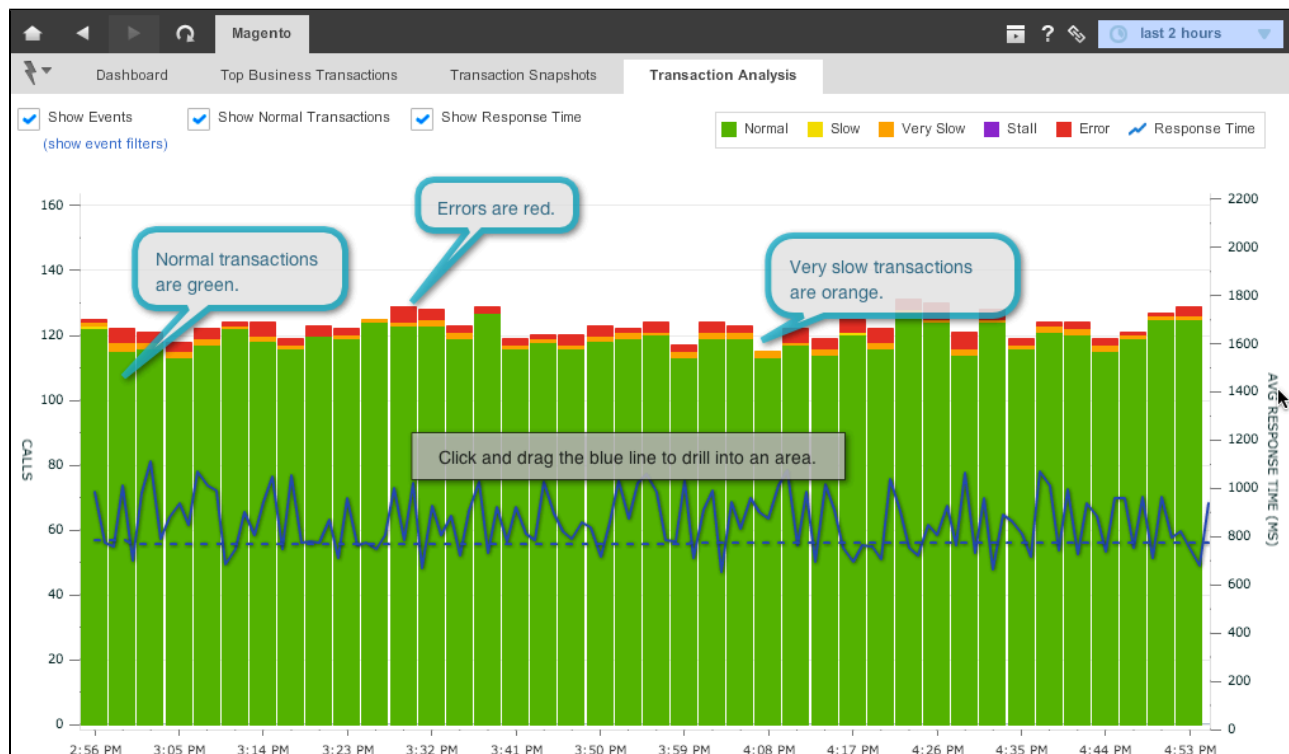 Magento
?
last 2 hours
Dashboard
Top Business Transactions
Transaction Snapshots
Transaction Analysis
Show Events
Show Normal Transactions
Show Response Time
(show event filters)
Normal
Slow
Very Slow
Stall
Error
Response Time
Errors are red.
Normal transactions
are green.
Very slow transactions
are orange.
Click and drag the blue line to drill into an area.
CALLS
160
140
120
100
80
60
40
20
0
AVG RESPONSE TIME (MS)
2200
2000
1800
1600
1400
1200
1000
800
600
400
200
0
2:56 PM
3:05 PM
3:14 PM
3:23 PM
3:32 PM
3:41 PM
3:50 PM
3:59 PM
4:08 PM
4:17 PM
4:26 PM
4:35 PM
4:44 PM
4:53 PM